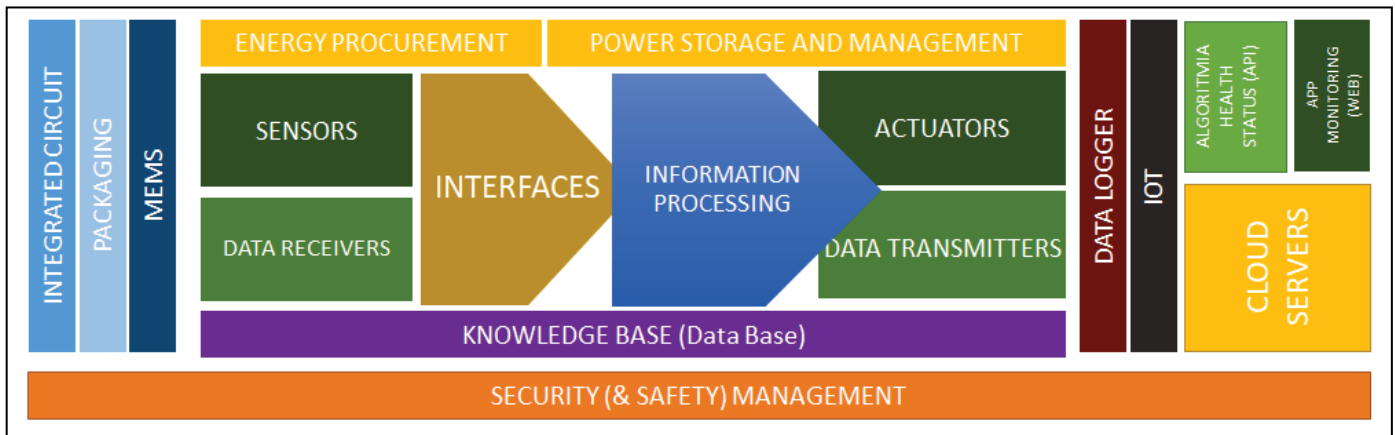 INTEGRATED CIRCUIT
PACKAGING
MEMS
ENERGY PROCUREMENT
POWER STORAGE AND MANAGEMENT
SENSORS
DATA RECEIVERS
INTERFACES
INFORMATION
PROCESSING
ACTUATORS
DATA TRANSMITTERS
KNOWLEDGE BASE (Data Base)
DATA LOGGER
IOT
ALGORITMIA
HEALTH
STATUS (API)
APP
MONITORING
(WEB)
CLOUD
SERVERS
SECURITY (& SAFETY) MANAGEMENT